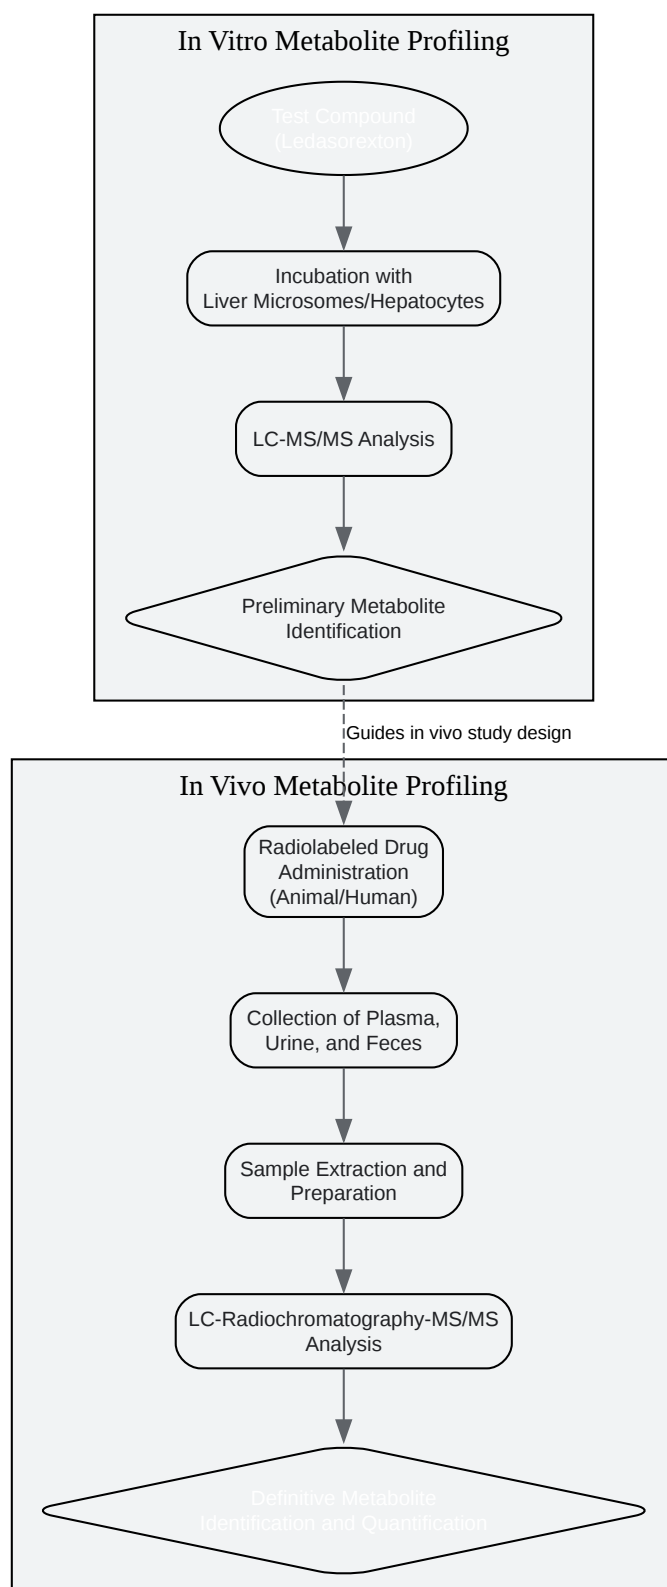 In Vitro Metabolite Profiling
Test Compound
(Ledasorexton)
Incubation with
Liver Microsomes/Hepatocytes
LC-MS/MS Analysis
Preliminary Metabolite
Identification
Guides in vivo study design
In Vivo Metabolite Profiling
Radiolabeled Drug
Administration
(Animal/Human)
Collection of Plasma,
Urine, and Feces
Sample Extraction and
Preparation
LC-Radiochromatography-MS/MS
Analysis
Definitive Metabolite
Identification and Quantification